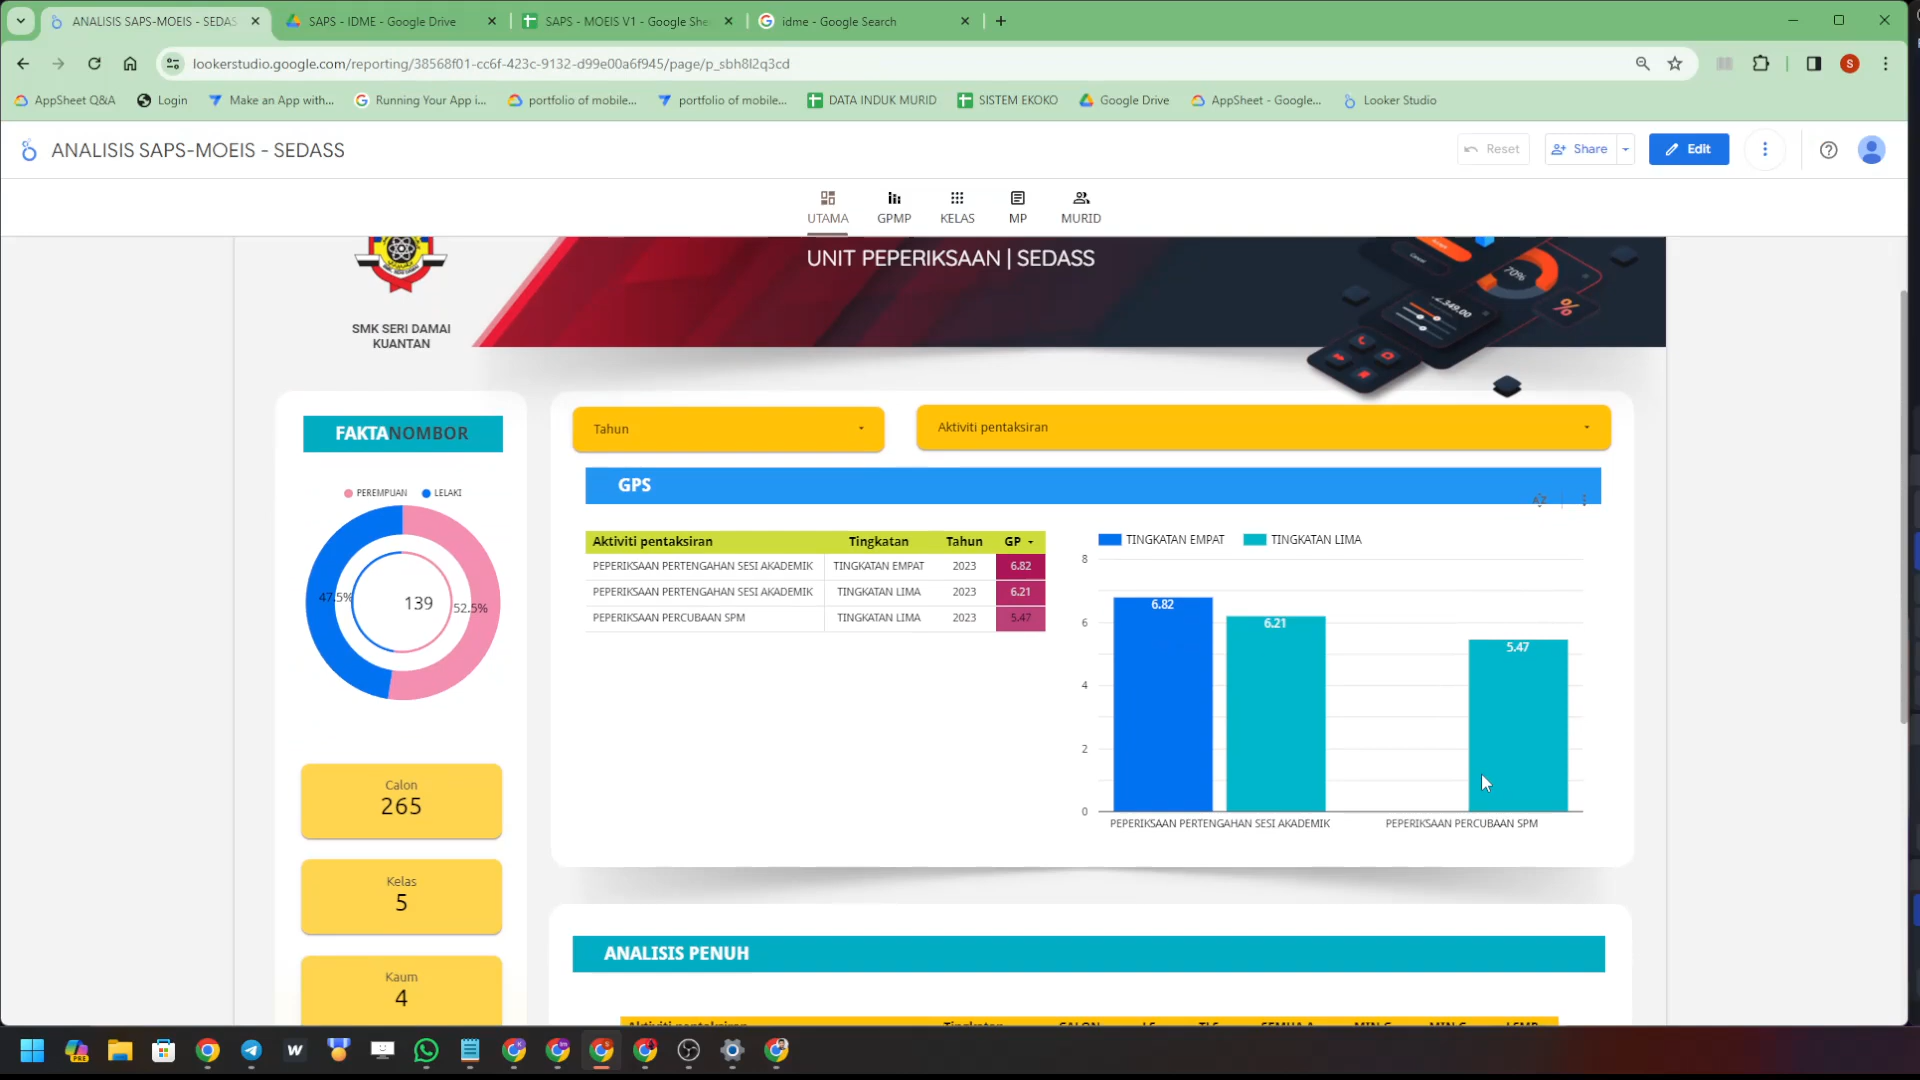 ANALISIS SAPS-MOEIS - SEDAS
SAPS - IDME - Google Drive
SAPS - MOEIS V1 - Google She
idme - Google Search
lookerstudio.google.com/reporting/38568f01-cc6f-423c-9132-d99e00a6f945/page/p_sbh8l2q3cd
S
AppSheet Q&A
Login
Make an App with...
Running Your App i...
portfolio of mobile...
portfolio of mobile...
DATA INDUK MURID
SISTEM EKOKO
Google Drive
AppSheet - Google...
Looker Studio
ANALISIS SAPS-MOEIS - SEDASS
Reset
Share
Edit
UTAMA
GPMP
KELAS
MP
MURID
UNIT PEPERIKSAAN | SEDASS
70%
%
SMK SERI DAMAI
KUANTAN
FAKTANOMBOR
PEREMPUAN
LELAKI
47.5%
139
52.5%
Calon
265
Kelas
5
Kaum
4
Tahun
Aktiviti pentaksiran
GPS
Aktiviti pentaksiran Tingkatan Tahun GP
PEPERIKSAAN PERTENGAHAN SESI AKADEMIK TINGKATAN EMPAT 2023 6.82
PEPERIKSAAN PERTENGAHAN SESI AKADEMIK TINGKATAN LIMA 2023 6.21
PEPERIKSAAN PERCUBAAN SPM TINGKATAN LIMA 2023 5.47
TINGKATAN EMPAT
TINGKATAN LIMA
8
6
4
2
0
6.82
6.21
5.47
PEPERIKSAAN PERTENGAHAN SESI AKADEMIK
PEPERIKSAAN PERCUBAAN SPM
ANALISIS PENUH
Aktiviti pentaksiran Tingkatan CALON